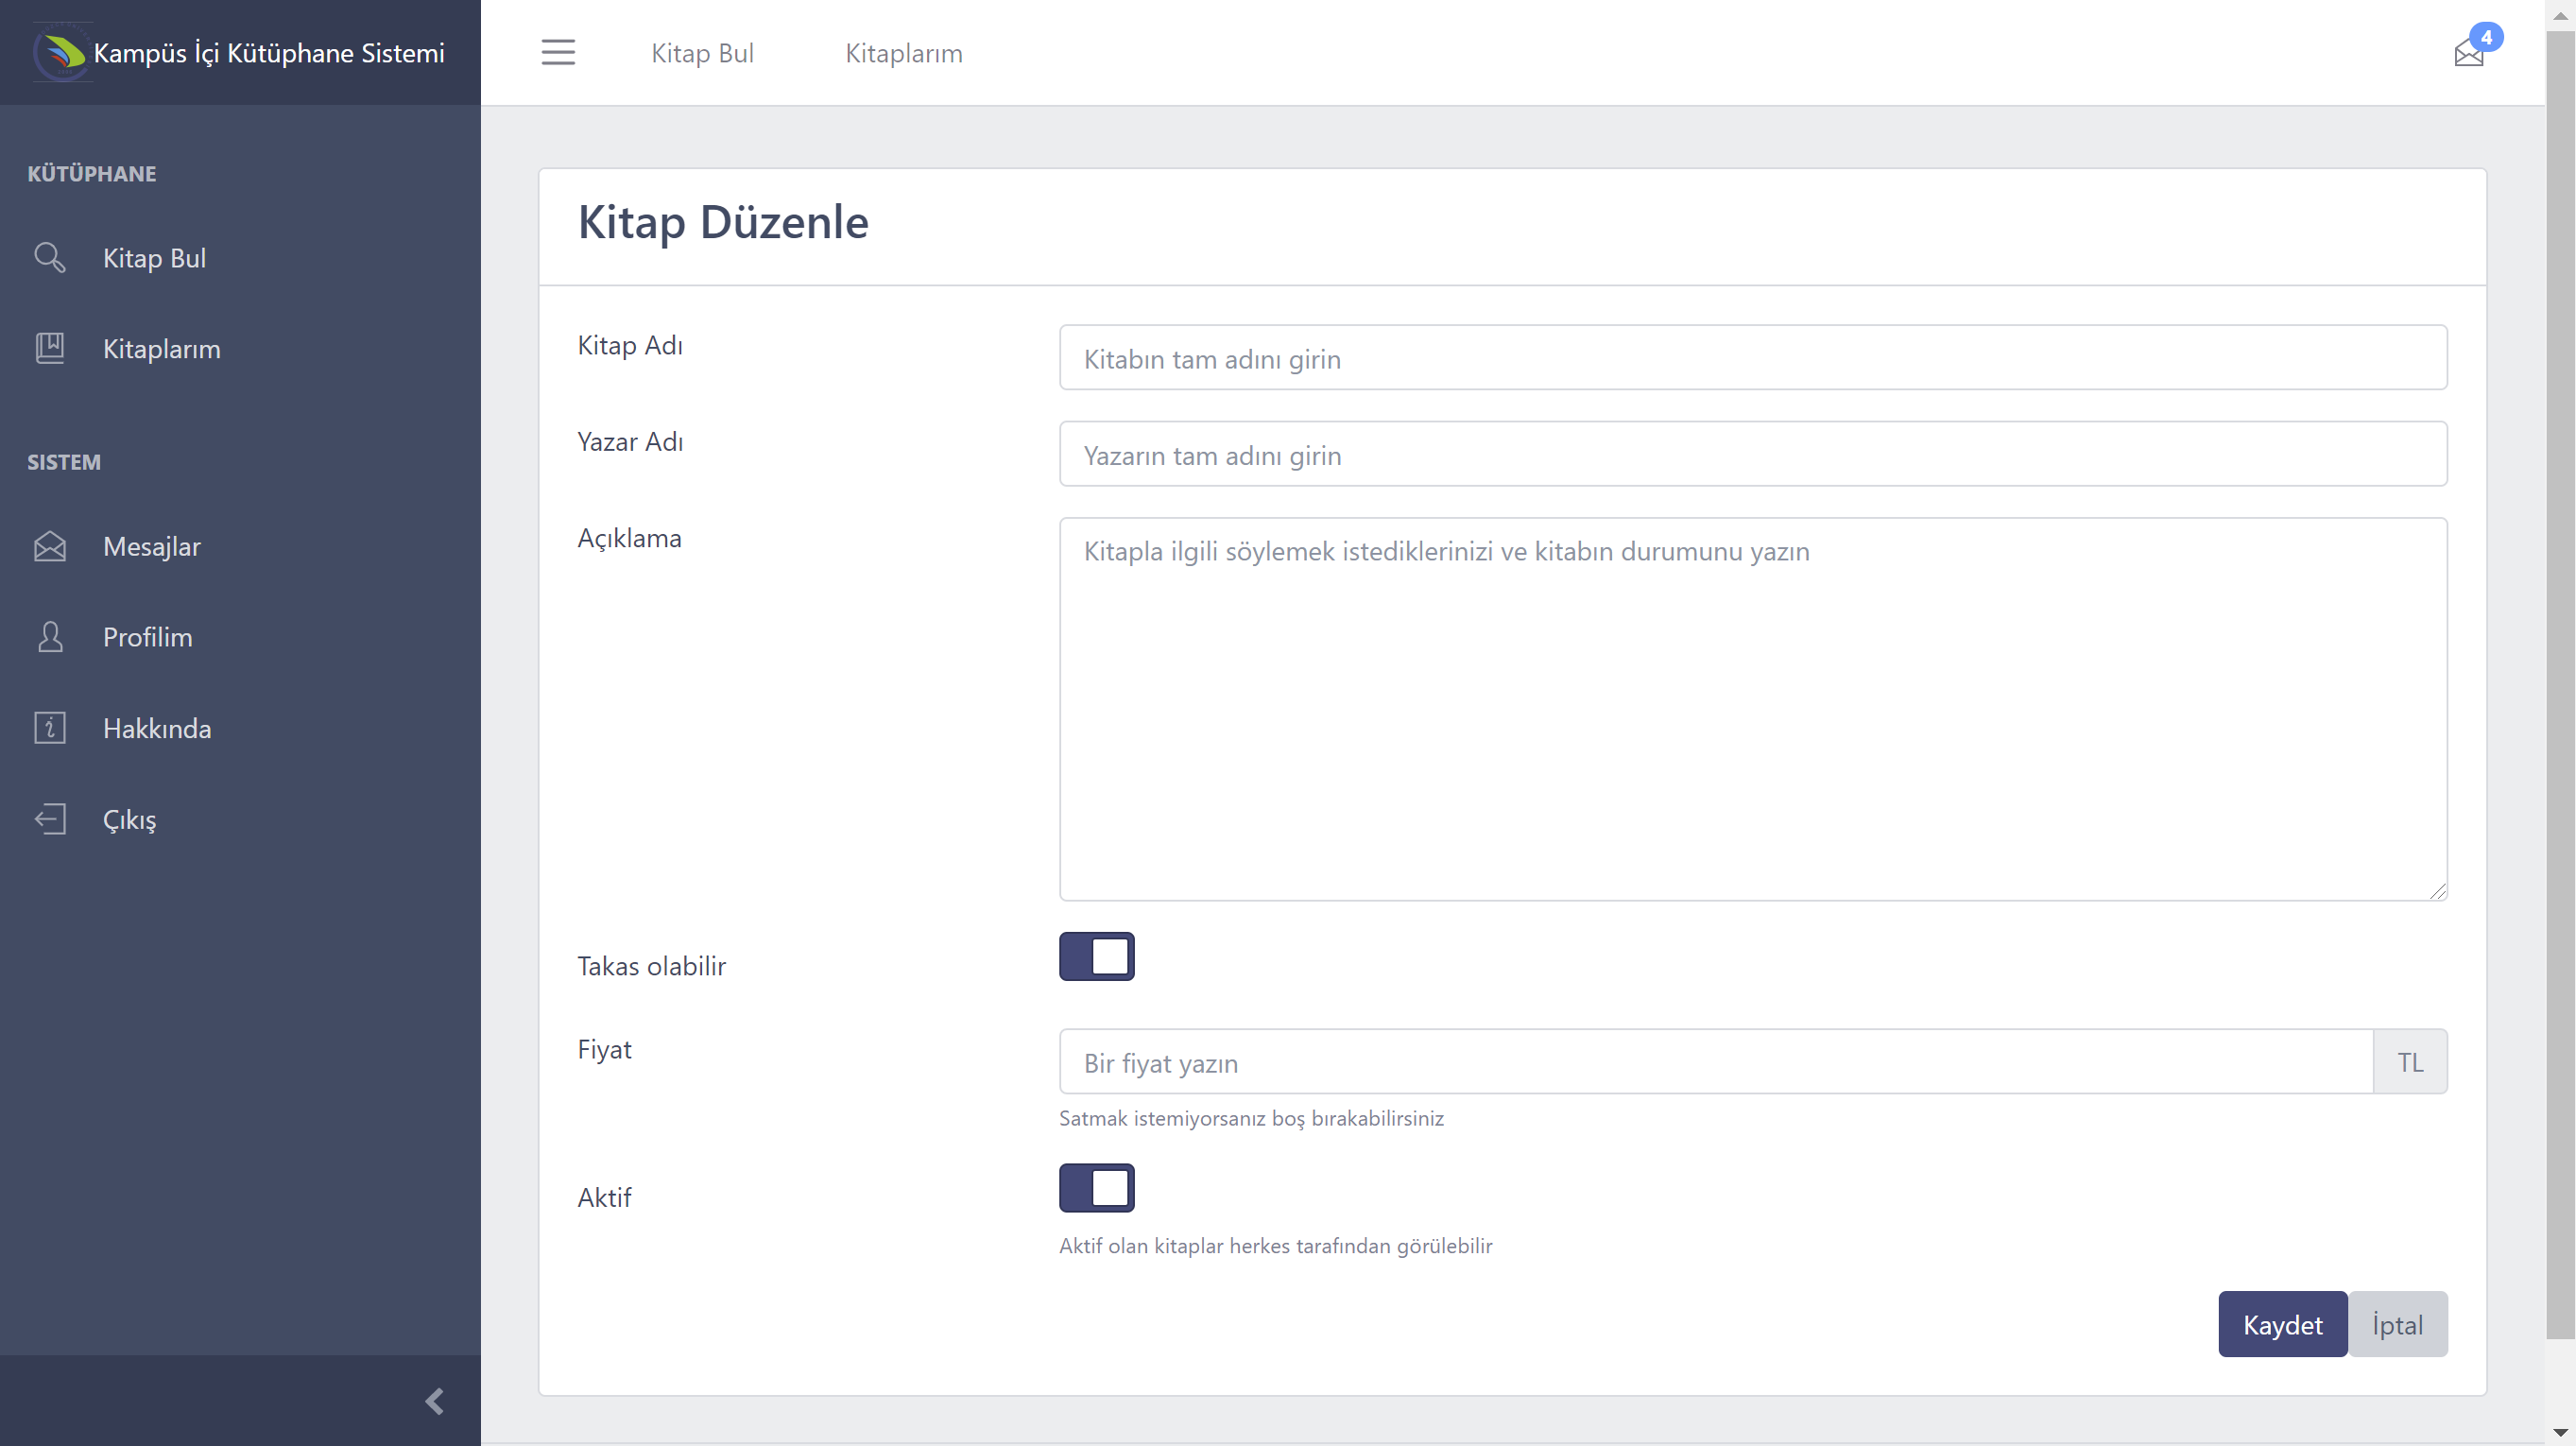 Kampüs İçi Kütüphane Sistemi
Kitap Bul
Kitaplarım
4
KÜTÜPHANE
Kitap Bul
Kitaplarım
SISTEM
Mesajlar
Profilim
Hakkında
Çıkış
Kitap Düzenle
Kitap Adı
Kitabın tam adını girin
Yazar Adı
Yazarın tam adını girin
Açıklama
Kitapla ilgili söylemek istediklerinizi ve kitabın durumunu yazın
Takas olabilir
Fiyat
Bir fiyat yazın
TL
Satmak istemiyorsanız boş bırakabilirsiniz
Aktif
Aktif olan kitaplar herkes tarafından görülebilir
Kaydet
İptal